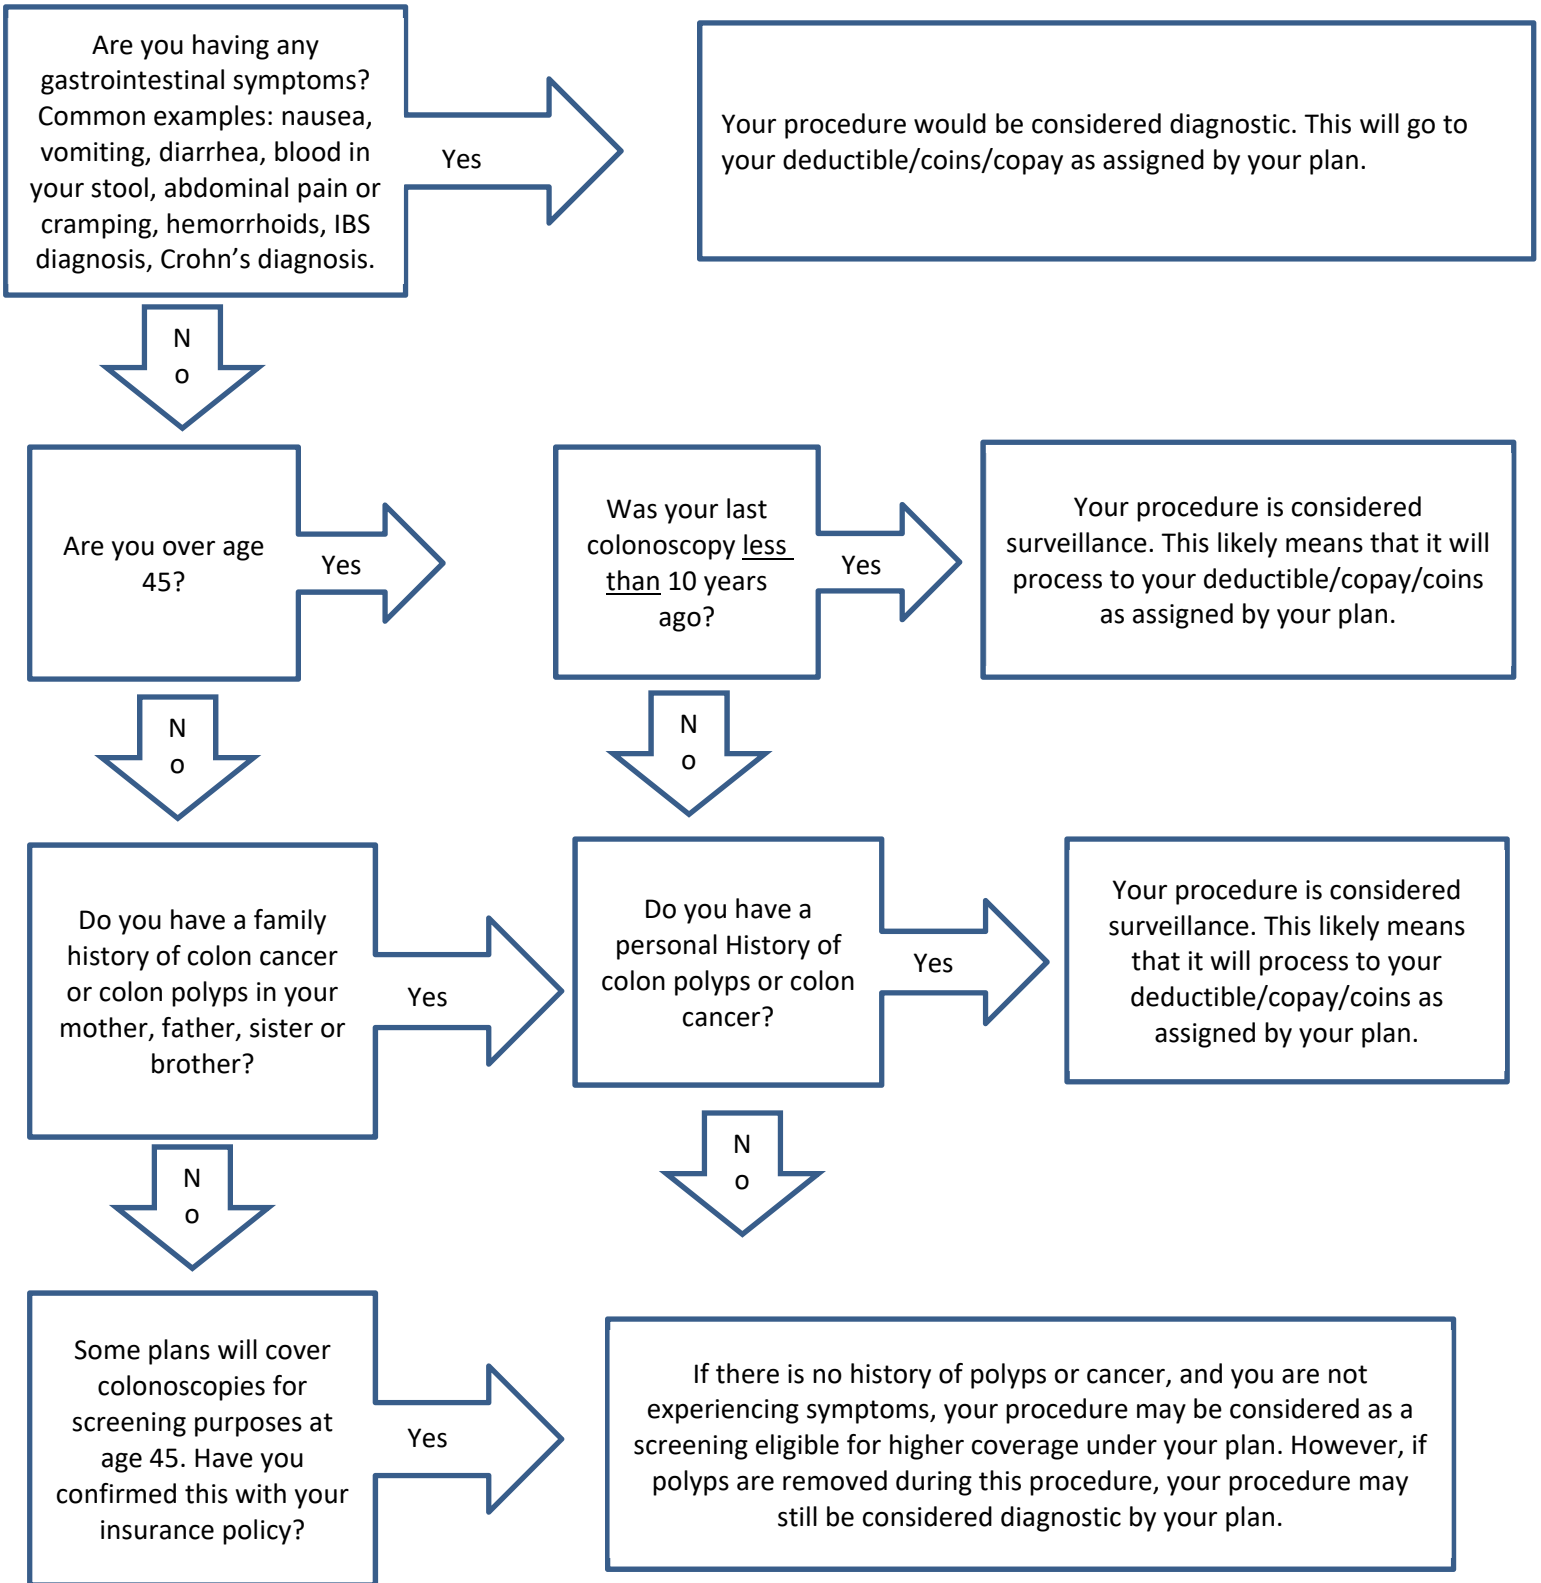 Are you having any
gastrointestinal symptoms?
Common examples: nausea,
vomiting, diarrhea, blood in
your stool, abdominal pain or
cramping, hemorrhoids, IBS
diagnosis, Crohn’s diagnosis.
Yes
Your procedure would be considered diagnostic. This will go to
your deductible/coins/copay as assigned by your plan.
N
o
Are you over age
45?
Yes
Was your last
colonoscopy less
than 10 years
ago?
Yes
Your procedure is considered
surveillance. This likely means that it will
process to your deductible/copay/coins
as assigned by your plan.
N
o
N
o
Do you have a family
history of colon cancer
or colon polyps in your
mother, father, sister or
brother?
Yes
Do you have a
personal History of
colon polyps or colon
cancer?
Yes
Your procedure is considered
surveillance. This likely means
that it will process to your
deductible/copay/coins as
assigned by your plan.
N
o
N
o
Some plans will cover
colonoscopies for
screening purposes at
age 45. Have you
confirmed this with your
insurance policy?
Yes
If there is no history of polyps or cancer, and you are not
experiencing symptoms, your procedure may be considered as a
screening eligible for higher coverage under your plan. However, if
polyps are removed during this procedure, your procedure may
still be considered diagnostic by your plan.